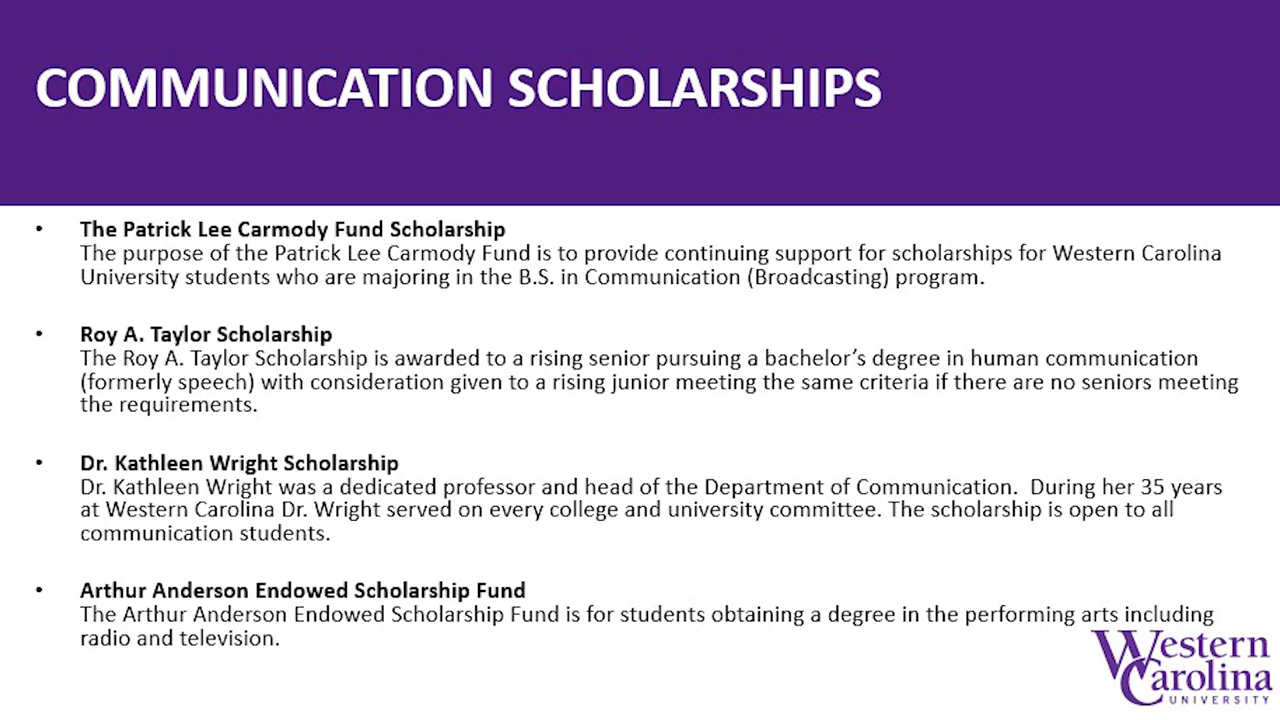 COMMUNICATION SCHOLARSHIPS
• The Patrick Lee Carmody Fund Scholarship
The purpose of the Patrick Lee Carmody Fund is to provide continuing support for scholarships for Western Carolina
University students who are majoring in the B.S. in Communication (Broadcasting) program.
• Roy A. Taylor Scholarship
The Roy A. Taylor Scholarship is awarded to a rising senior pursuing a bachelor’s degree in human communication
(formerly speech) with consideration given to a rising junior meeting the same criteria if there are no seniors meeting
the requirements.
• Dr. Kathleen Wright Scholarship
Dr. Kathleen Wright was a dedicated professor and head of the Department of Communication.  During her 35 years
at Western Carolina Dr. Wright served on every college and university committee. The scholarship is open to all
communication students.
• Arthur Anderson Endowed Scholarship Fund
The Arthur Anderson Endowed Scholarship Fund is for students obtaining a degree in the performing arts including
radio and television.
Western
Carolina
UNIVERSITY